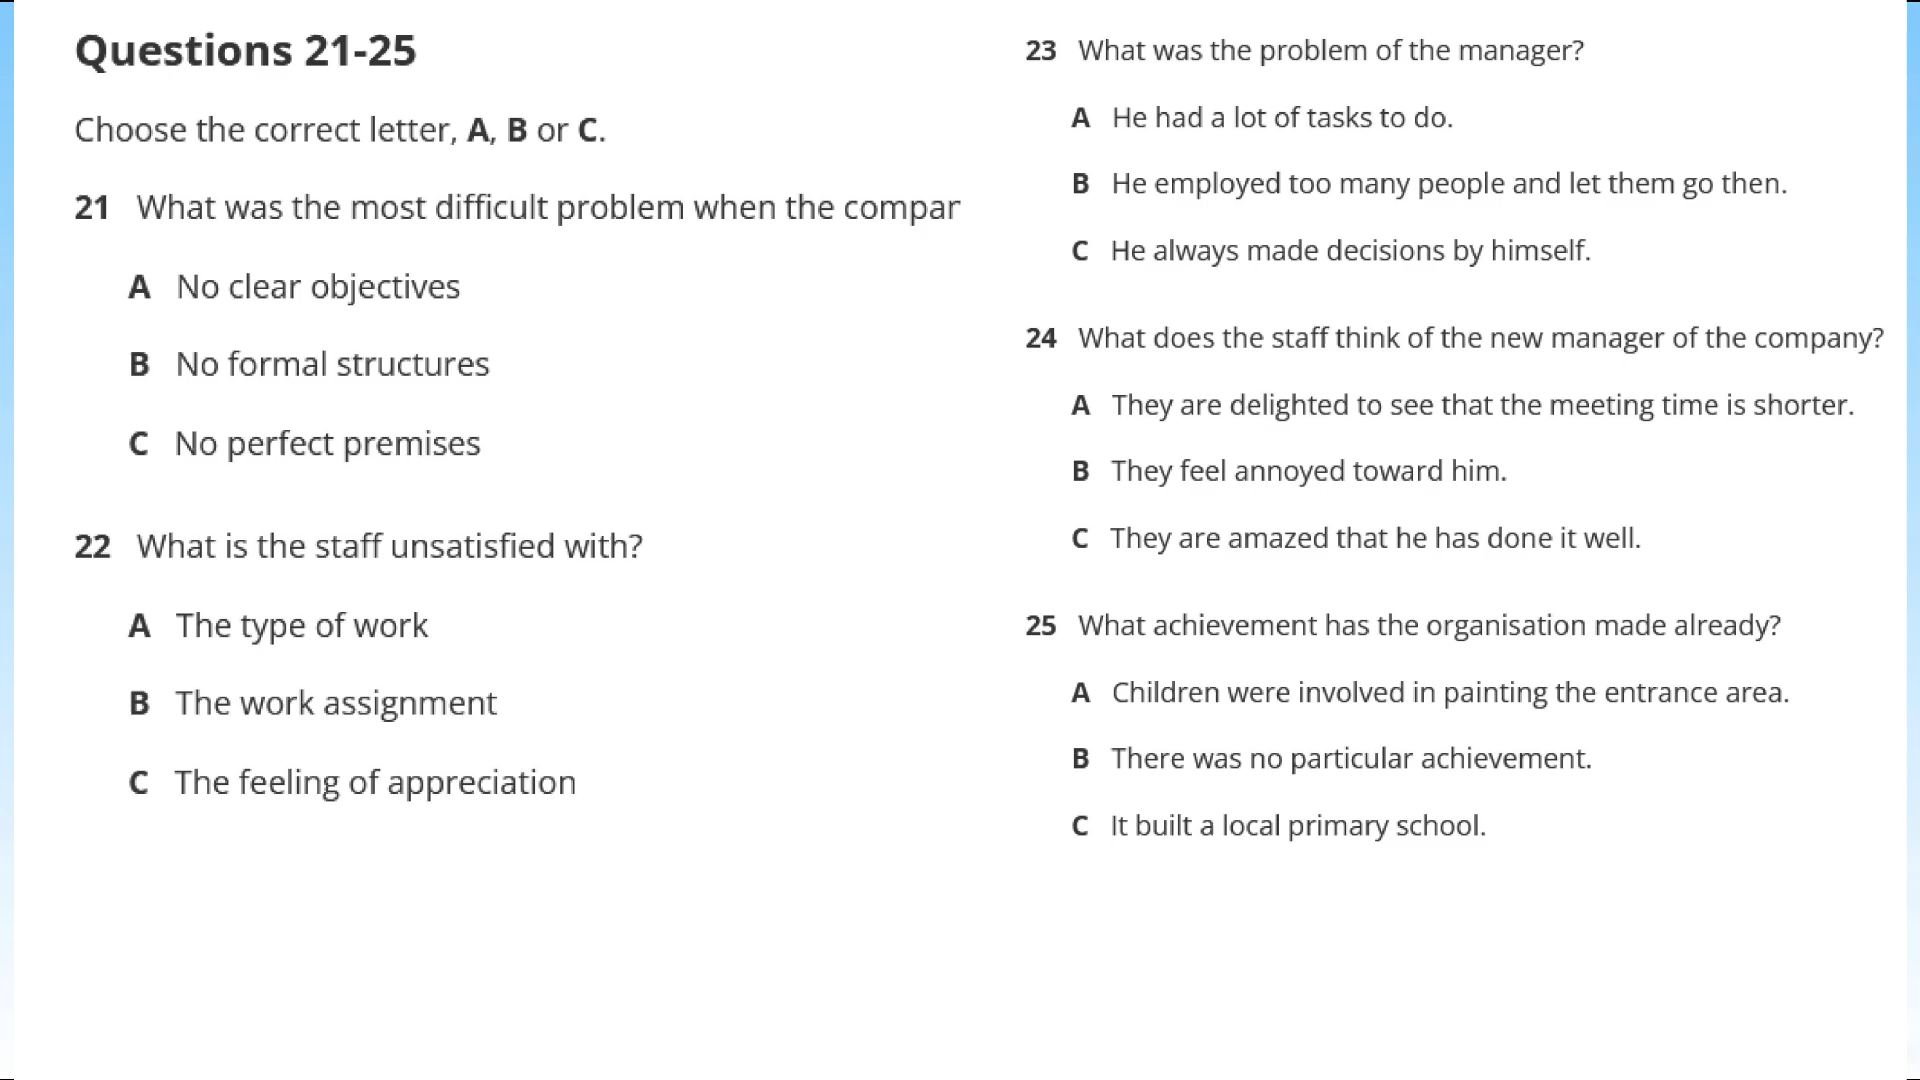 Questions 21-25
Choose the correct letter, A, B or C.
21 What was the most difficult problem when the
A No clear objectives
B No formal structures
C No perfect premises
22 What is the staff unsatisfied with?
A The type of work
B The work assignment
C The feeling of appreciation
23 What was the problem of the manager?
A He had a lot of tasks to do.
B He employed too many people and let them go then.
C He always made decisions by himself.
24 What does the staff think of the new manager of the company?
A They are delighted to see that the meeting time is shorter.
B They feel annoyed toward him.
C They are amazed that he has done it well.
25 What achievement has the organisation made already?
A Children were involved in painting the entrance area.
B There was no particular achievement.
C It built a local primary school.